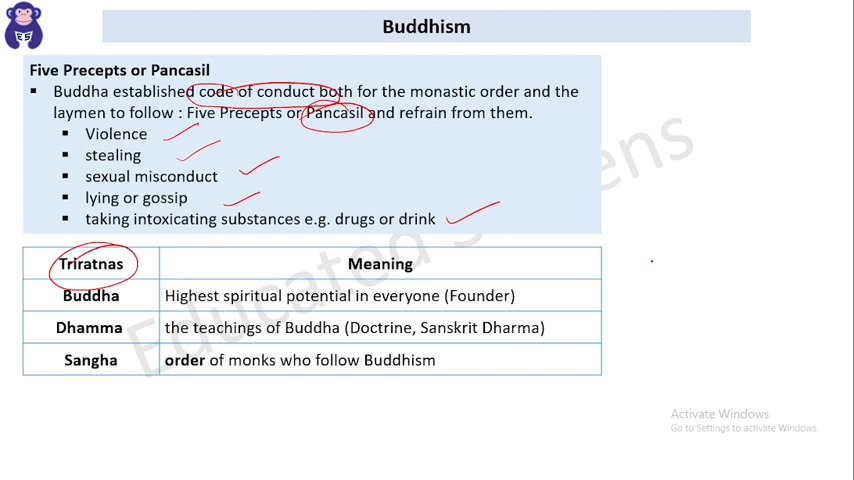 Buddhism
Five Precepts or Pancasil
▪ Buddha established code of conduct both for the monastic order and the
laymen to follow : Five Precepts or Pancasil and refrain from them.
▪ Violence
▪ stealing
▪ sexual misconduct
▪ lying or gossip
▪ taking intoxicating substances e.g. drugs or drink
Triratnas Meaning
Buddha Highest spiritual potential in everyone (Founder)
Dhamma the teachings of Buddha (Doctrine, Sanskrit Dharma)
Sangha order of monks who follow Buddhism
Activate Windows
Go to Settings to activate Windows.